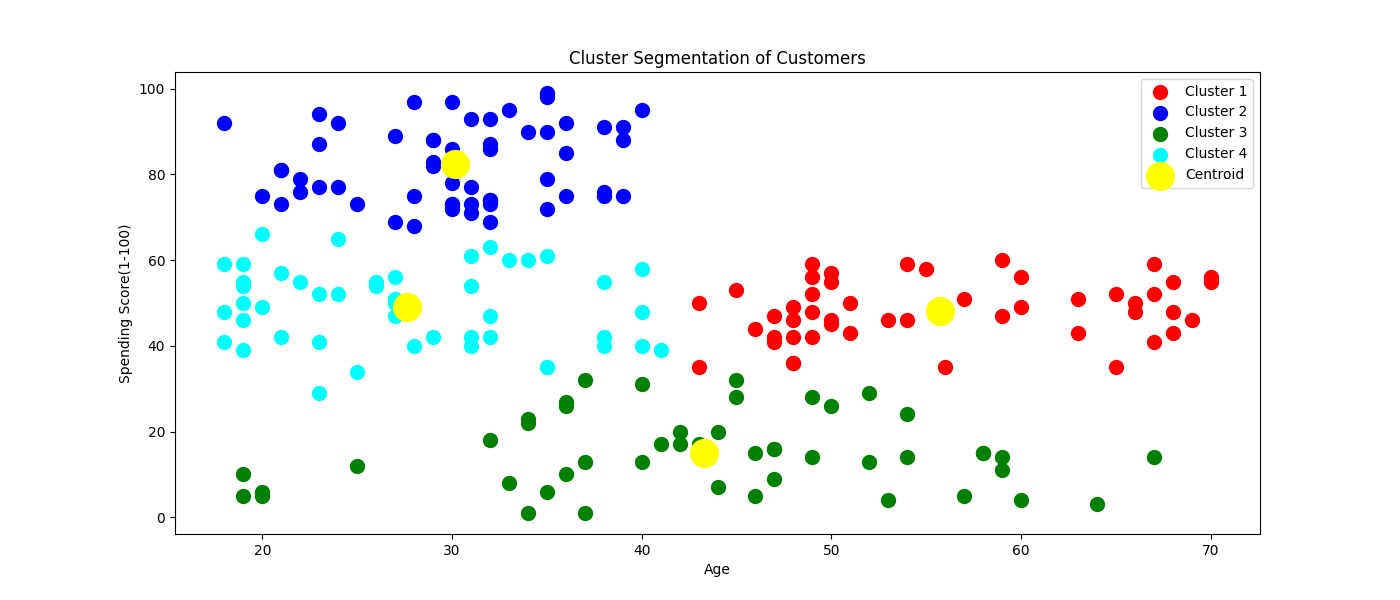 Cluster Segmentation of Customers
Cluster 1
Cluster 2
Cluster 3
Cluster 4
Centroid
Spending Score(1-100)
100
80
60
40
20
0
20 30 40 50 60 70
Age